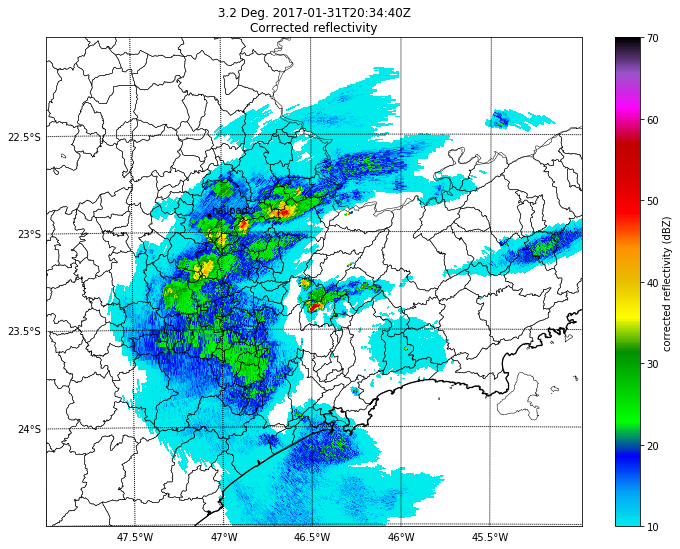 3.2 Deg. 2017-01-31T20:34:40Z
Corrected reflectivity
22.5°S
23°S
23.5°S
24°S
47.5°W
47°W
46.5°W
46°W
45.5°W
70
60
50
40
30
20
10
corrected reflectivity (dBZ)